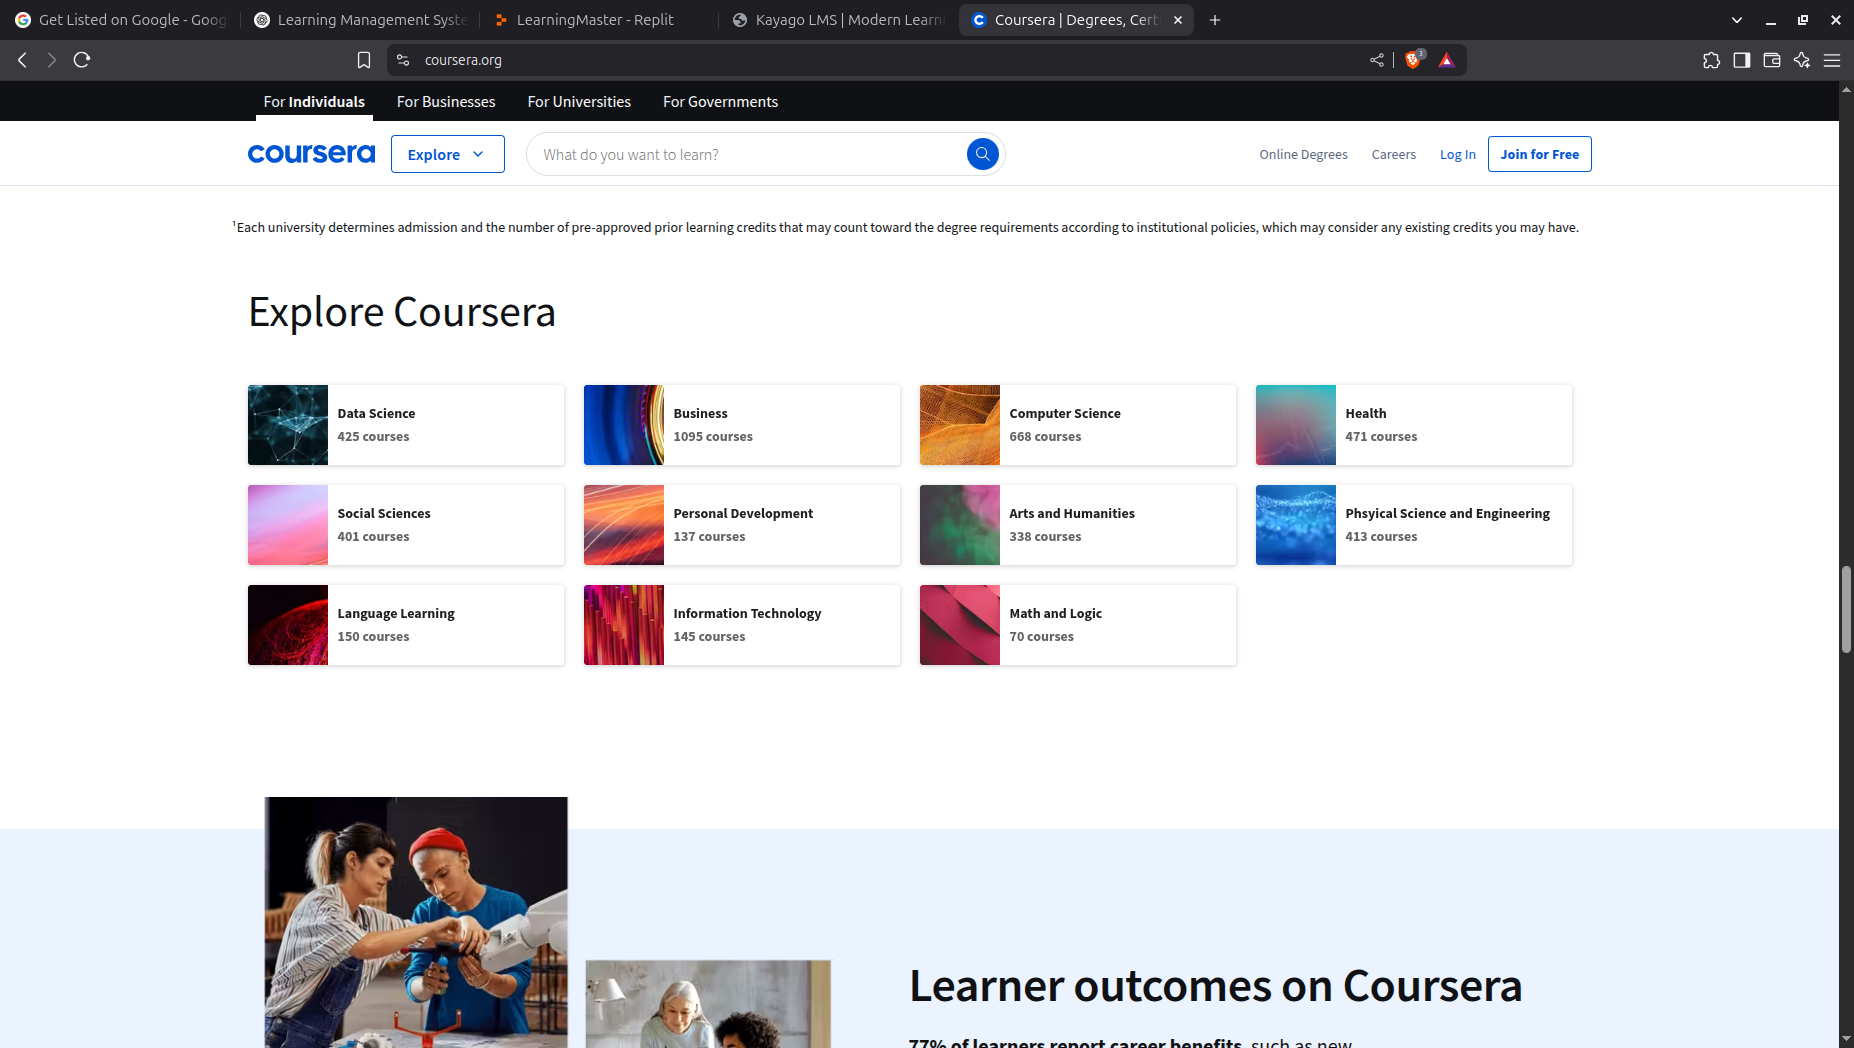 Get Listed on Google - Goog
Learning Management Syste
LearningMaster - Replit
Kayago LMS | Modern Learni
Coursera | Degrees, Cert
coursera.org
3
For Individuals
For Businesses
For Universities
For Governments
coursera
Explore
What do you want to learn?
Online Degrees
Careers
Log In
Join for Free
¹Each university determines admission and the number of pre-approved prior learning credits that may count toward the degree requirements according to institutional policies, which may consider any existing credits you may have.
Explore Coursera
Data Science
425 courses
Business
1095 courses
Computer Science
668 courses
Health
471 courses
Social Sciences
401 courses
Personal Development
137 courses
Arts and Humanities
338 courses
Phsyical Science and Engineering
413 courses
Language Learning
150 courses
Information Technology
145 courses
Math and Logic
70 courses
Learner outcomes on Coursera
77% of learners report career benefits, such as new